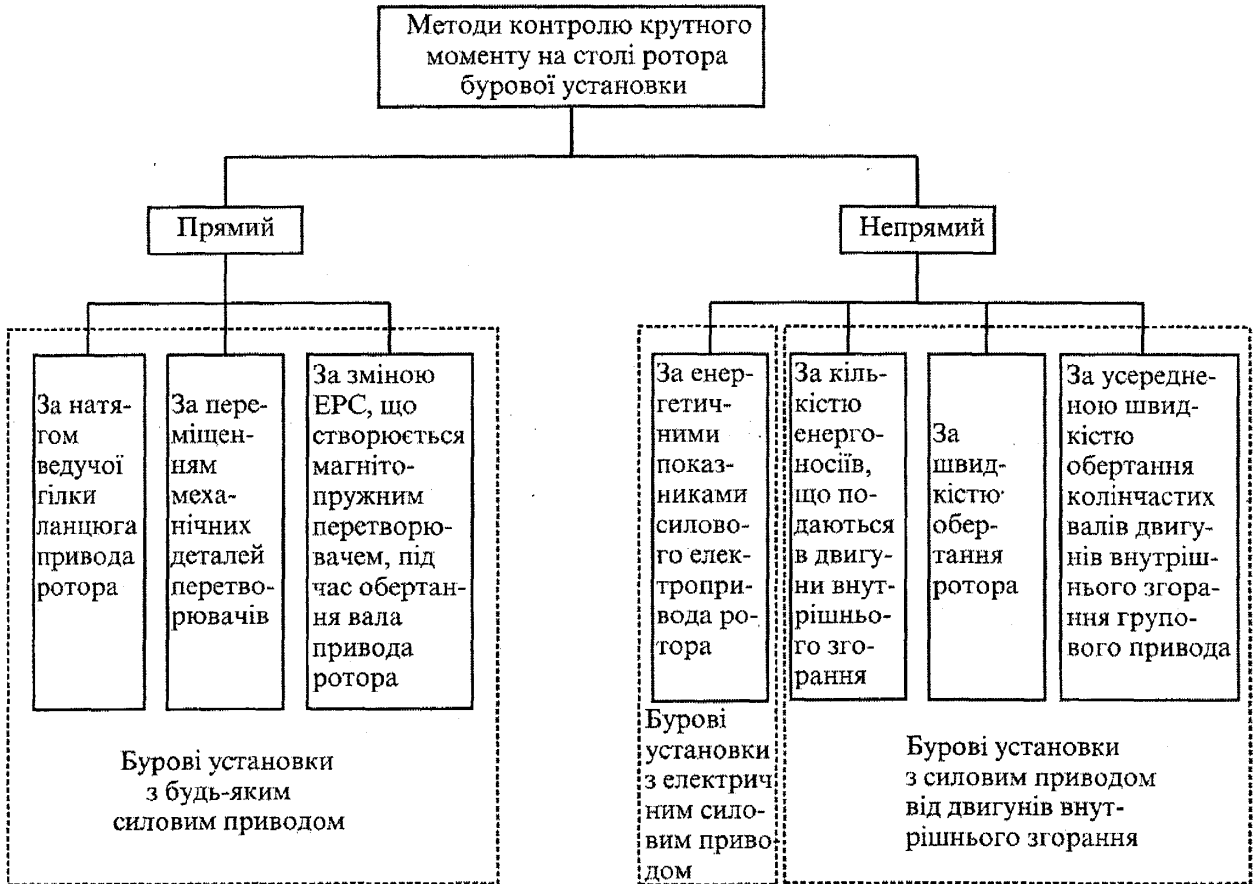 Методи контролю крутного
моменту на столі ротора
бурової установки
Прямий
Непрямий
За натя-
гом
ведучої
гілки
ланцюга
привода
ротора
За пере-
міщен-
ням
меха-
нічних
деталей
перетво-
рювачів
За зміною
ЕРС, що
створюється
магніто-
пружним
перетворю-
вачем, під
час обертан-
ня вала
привода
ротора
За енер-
гетич-
ними
показ-
никами
силово-
го елек-
тропри-
вода ро-
тора
За кіль-
кістю
енерго-
носіїв,
що по-
даються
в двигу-
ни внут-
рішньо-
го зго-
рання
За
швид-
кістю
обер-
тання
ротора
За усередне-
ною швид-
кістю
обертання
колінчастих
валів двигу-
нів внутріш-
нього згора-
ння групо-
вого привода
Бурові установки
з будь-яким
силовим приводом
Бурові
установки
з електрич
ним сило-
вим приво-
дом
Бурові установки
з силовим приводом
від двигунів внут-
рішнього згорання